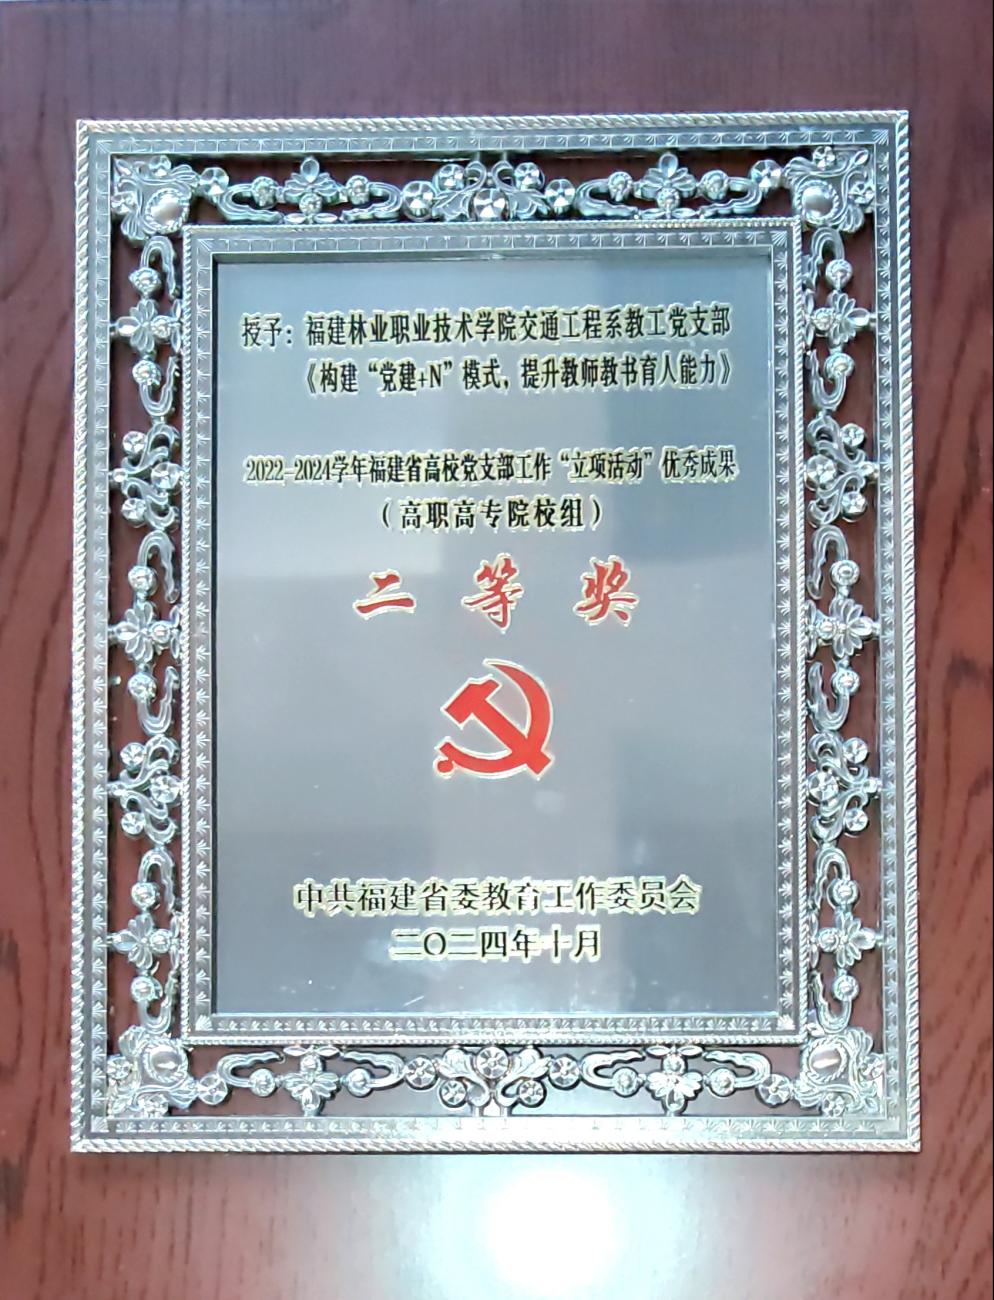 授予：福建林业职业技术学院交通工程系教工党支部
《构建“党建+N”模式，提升教师教书育人能力》
2022-2024学年福建省高校党支部工作“立项活动”优秀成果
（高职高专院校组）
二等奖
中共福建省委教育工作委员会
二〇二四年十月